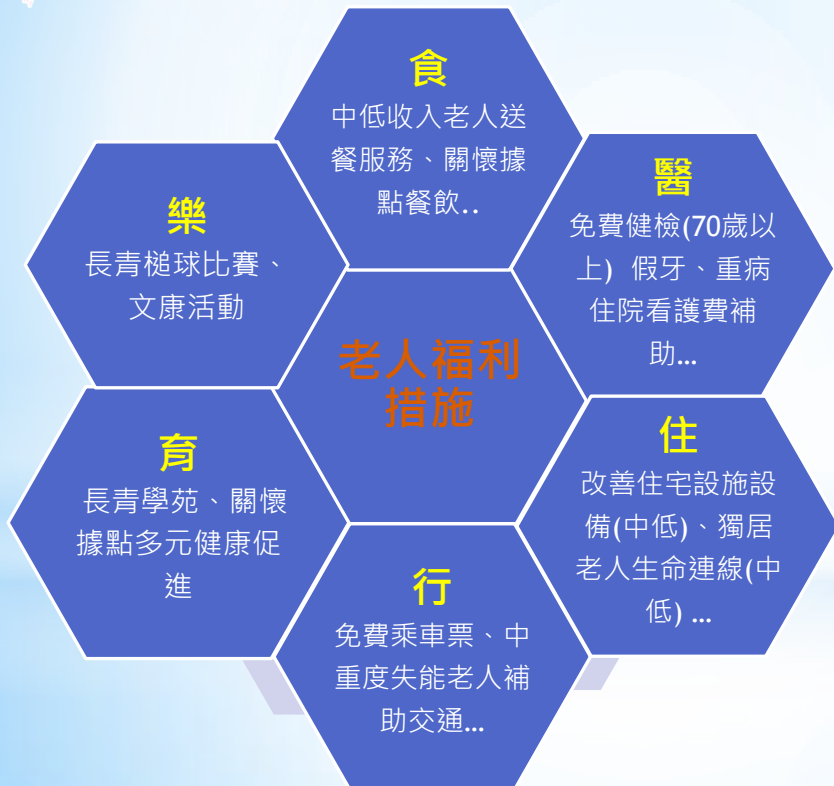 食
中低收入老人送
餐服務、關懷據
點餐飲..
醫
免費健檢(70歲以
上) 假牙、重病
住院看護費補
助...
住
改善住宅設施設
備(中低)、獨居
老人生命連線(中
低) ...
行
免費乘車票、中
重度失能老人補
助交通...
育
長青學苑、關懷
據點多元健康促
進
樂
長青槌球比賽、
文康活動
老人福利
措施